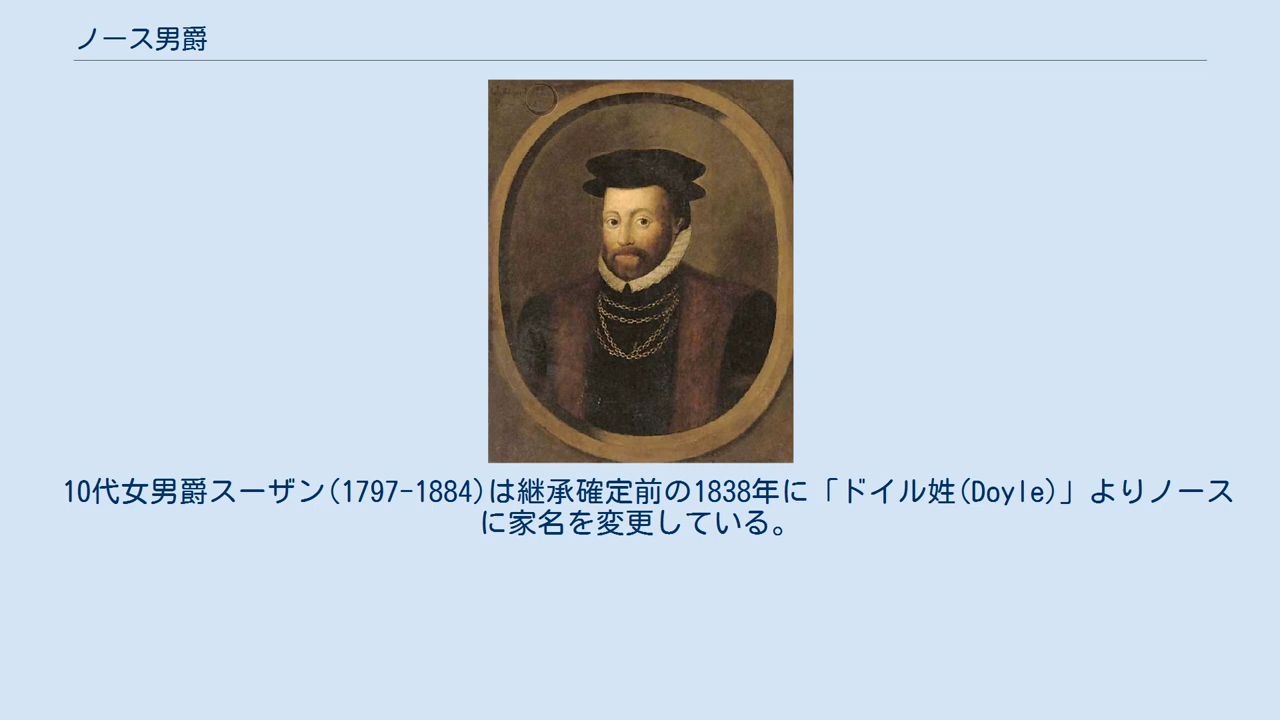 ノース男爵
10代女男爵スーザン(1797-1884)は継承確定前の1838年に「ドイル姓(Doyle)」よりノース
に家名を変更している。